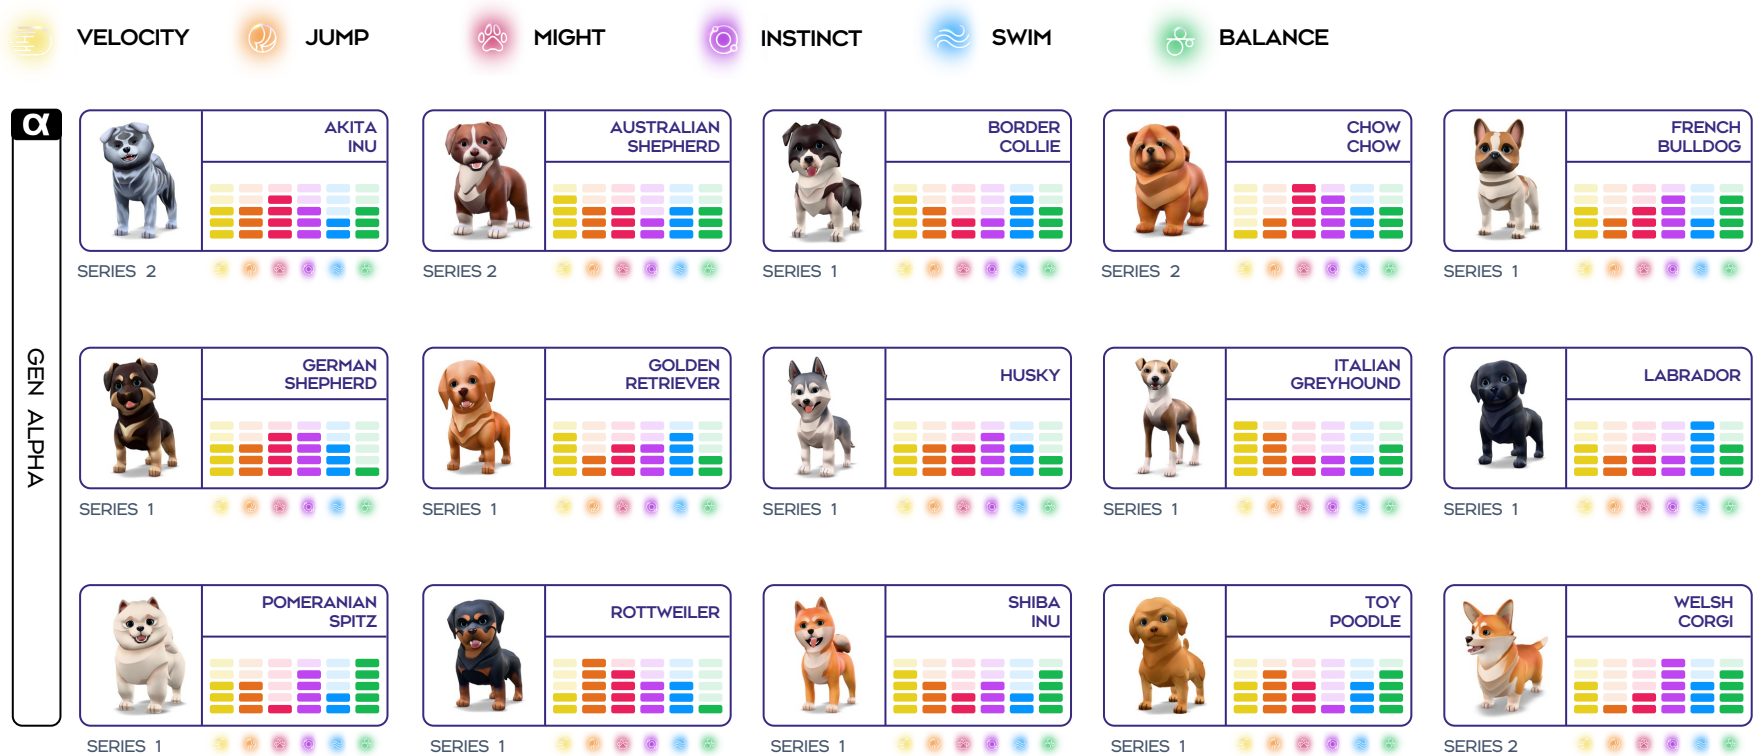 VELOCITY
JUMP
MIGHT
INSTINCT
SWIM
BALANCE
α
GEN ALPHA
AKITA
INU
SERIES 2
AUSTRALIAN
SHEPHERD
SERIES 2
BORDER
COLLIE
SERIES 1
CHOW
CHOW
SERIES 2
FRENCH
BULLDOG
SERIES 1
GERMAN
SHEPHERD
SERIES 1
GOLDEN
RETRIEVER
SERIES 1
HUSKY
SERIES 1
ITALIAN
GREYHOUND
SERIES 1
LABRADOR
SERIES 1
POMERANIAN
SPITZ
SERIES 1
ROTTWEILER
SERIES 1
SHIBA
INU
SERIES 1
TOY
POODLE
SERIES 1
WELSH
CORGI
SERIES 2